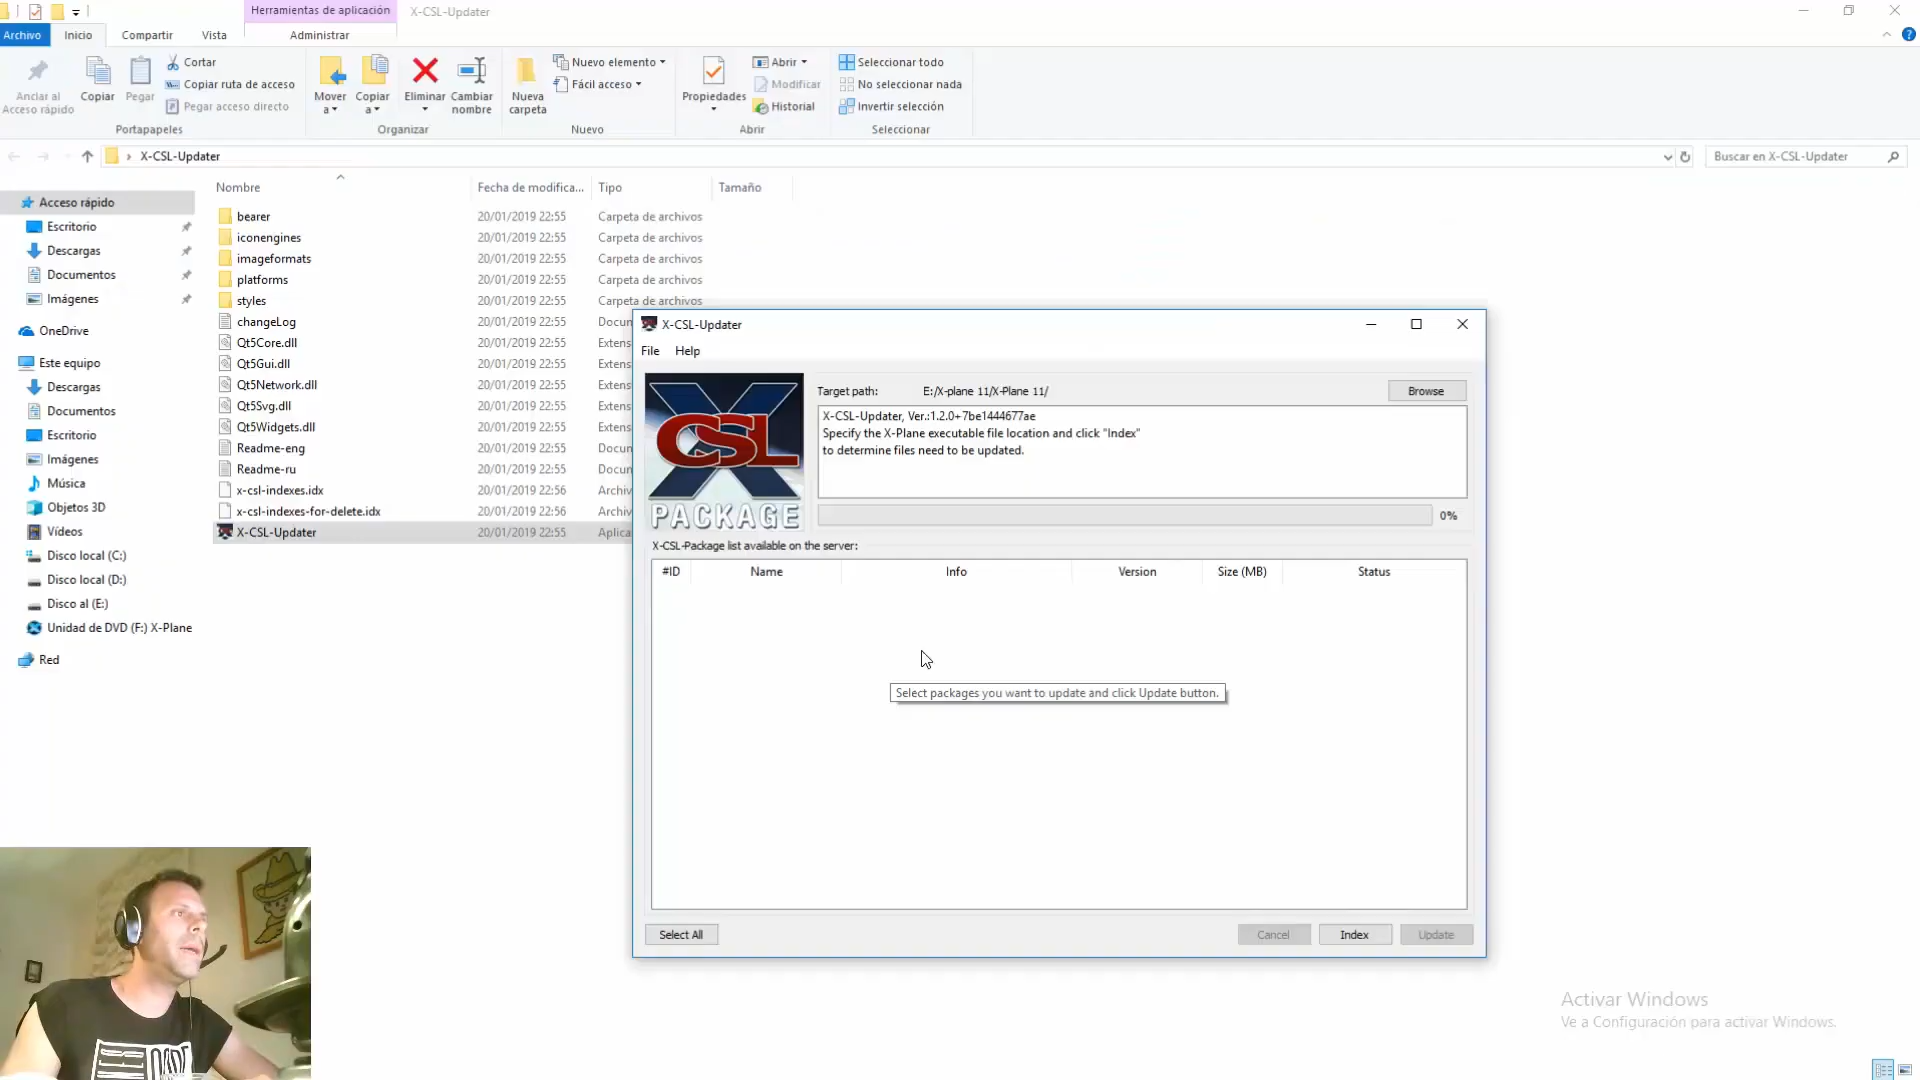 Herramientas de aplicación
X-CSL-Updater
Archivo
Inicio
Compartir
Vista
Administrar
Anclar al
Acceso rápido
Copiar
Pegar
Cortar
Copiar ruta de acceso
Pegar acceso directo
Portapapeles
Mover
a
Copiar
a
Eliminar
Cambiar
nombre
Organizar
Nueva
carpeta
Nuevo elemento
Fácil acceso
Nuevo
Propiedades
Abrir
Modificar
Historial
Abrir
Seleccionar todo
No seleccionar nada
Invertir selección
Seleccionar
X-CSL-Updater
Buscar en X-CSL-Updater
Acceso rápido
Escritorio
Descargas
Documentos
Imágenes
OneDrive
Este equipo
Descargas
Documentos
Escritorio
Imágenes
Música
Objetos 3D
Vídeos
Disco local (C:)
Disco local (D:)
Disco al (E:)
Unidad de DVD (F:) X-Plane
Red
Nombre Fecha de modifica... Tipo Tamaño
bearer 20/01/2019 22:55 Carpeta de archivos
iconengines 20/01/2019 22:55 Carpeta de archivos
imageformats 20/01/2019 22:55 Carpeta de archivos
platforms 20/01/2019 22:55 Carpeta de archivos
styles 20/01/2019 22:55 Carpeta de archivos
changeLog 20/01/2019 22:55 Docun
Qt5Core.dll 20/01/2019 22:55 Extens
Qt5Gui.dll 20/01/2019 22:55 Extens
Qt5Network.dll 20/01/2019 22:55 Extens
Qt5Svg.dll 20/01/2019 22:55 Extens
Qt5Widgets.dll 20/01/2019 22:55 Extens
Readme-eng 20/01/2019 22:55 Docun
Readme-ru 20/01/2019 22:55 Docun
x-csl-indexes.idx 20/01/2019 22:56 Archiv
x-csl-indexes-for-delete.idx 20/01/2019 22:56 Archiv
X-CSL-Updater 20/01/2019 22:55 Aplica
X-CSL-Updater
File Help
X
CSL
PACKAGE
Target path: E:/X-plane 11/X-Plane 11/
Browse
X-CSL-Updater, Ver.:1.2.0+7be1444677ae
Specify the X-Plane executable file location and click "Index"
to determine files need to be updated.
0%
X-CSL-Package list available on the server:
#ID Name Info Version Size (MB) Status
Select packages you want to update and click Update button.
Select All
Cancel
Index
Update
Activar Windows
Ve a Configuración para activar Windows.